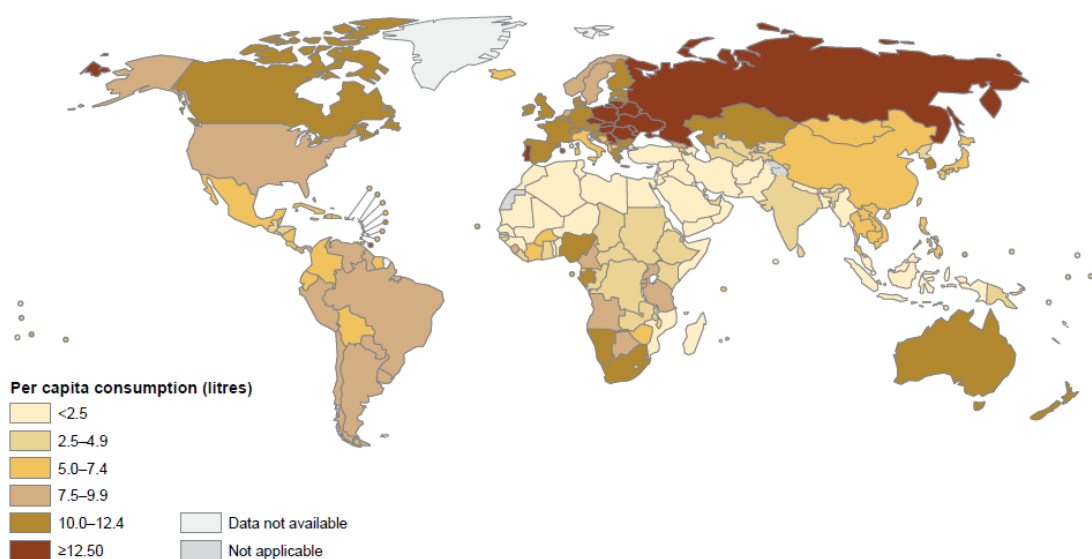 Per capita consumption (litres)
<2.5
2.5–4.9
5.0–7.4
7.5–9.9
10.0–12.4
≥12.50
Data not available
Not applicable